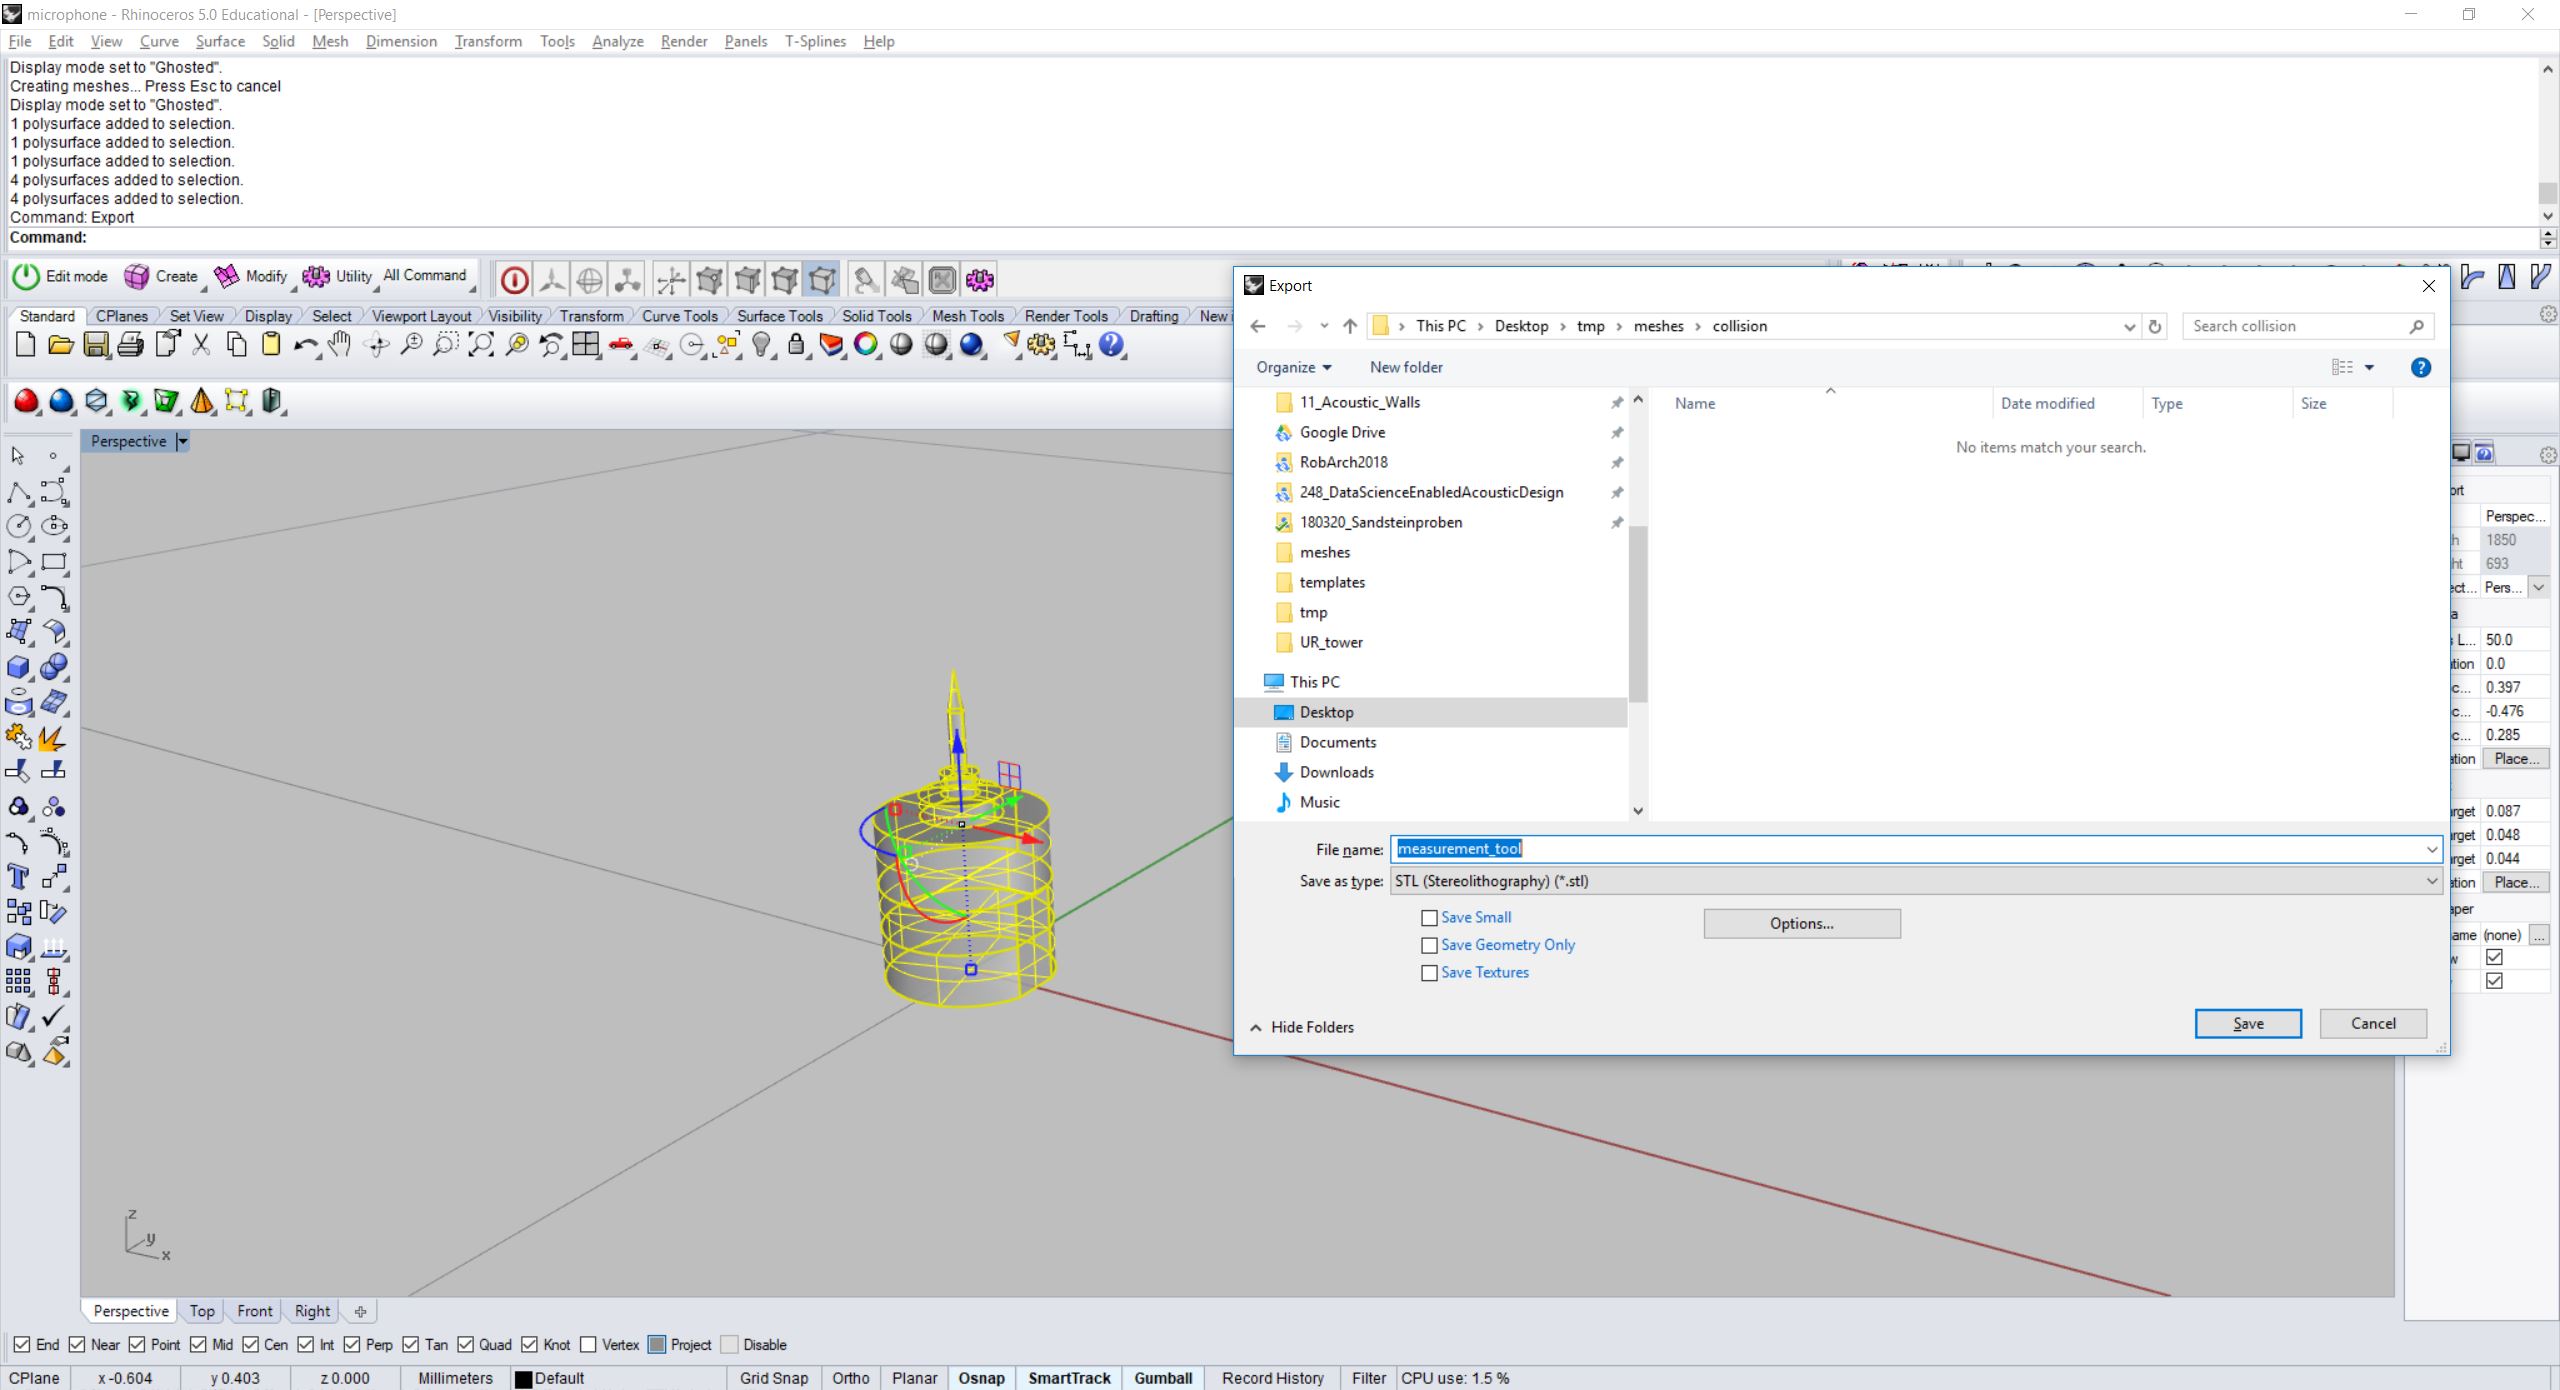 microphone - Rhinoceros 5.0 Educational - [Perspective]
File Edit View Curve Surface Solid Mesh Dimension Transform Tools Analyze Render Panels T-Splines Help
Display mode set to "Ghosted".
Creating meshes... Press Esc to cancel
Display mode set to "Ghosted".
1 polysurface added to selection.
1 polysurface added to selection.
1 polysurface added to selection.
4 polysurfaces added to selection.
4 polysurfaces added to selection.
Command: Export
Command:
Edit mode Create Modify Utility All Command
Standard CPlanes Set View Display Select Viewport Layout Visibility Transform Curve Tools Surface Tools Solid Tools Mesh Tools Render Tools Drafting New i
Perspective
Export
This PC Desktop tmp meshes collision
Search collision
Organize New folder
Name Date modified Type Size
No items match your search.
11_Acoustic_Walls
Google Drive
RobArch2018
248_DataScienceEnabledAcousticDesign
180320_Sandsteinproben
meshes
templates
tmp
UR_tower
This PC
Desktop
Documents
Downloads
Music
File name: measurement_tool
Save as type: STL (Stereolithography) (*.stl)
Save Small
Options...
Save Geometry Only
Save Textures
Hide Folders
Save Cancel
ort
Perspec...
h 1850
ht 693
ect... Pers...
a
L... 50.0
tion 0.0
c... 0.397
c... -0.476
c... 0.285
ation Place...
rget 0.087
rget 0.048
rget 0.044
ation Place...
aper
ame (none) ...
w
z
y
x
Perspective Top Front Right
End Near Point Mid Cen Int Perp Tan Quad Knot Vertex Project Disable
CPlane x -0.604 y 0.403 z 0.000 Millimeters Default Grid Snap Ortho Planar Osnap SmartTrack Gumball Record History Filter CPU use: 1.5 %